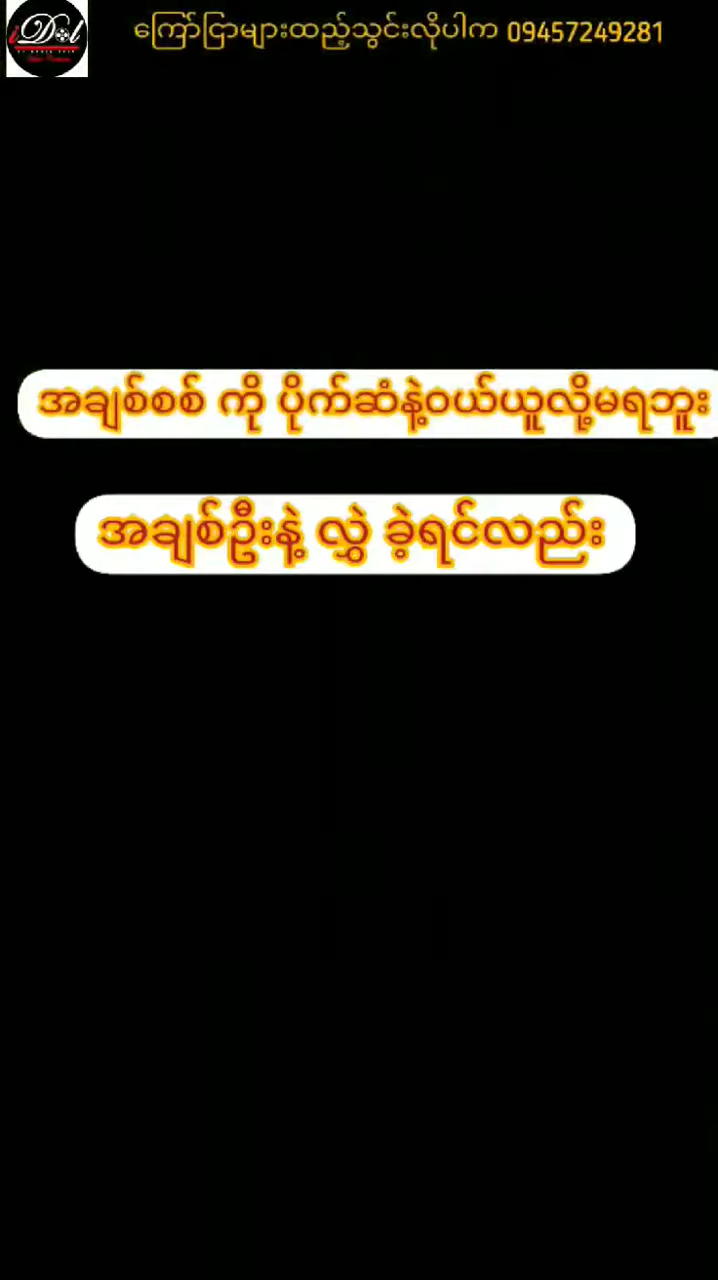 iDol
ကြော်ငြာများထည့်သွင်းလိုပါက 09457249281
အချစ်စစ် ကို ပိုက်ဆံနဲ့ဝယ်ယူလို့မရဘူး
အချစ်ဦးနဲ့ လွဲှ ခဲ့ရင်လည်း